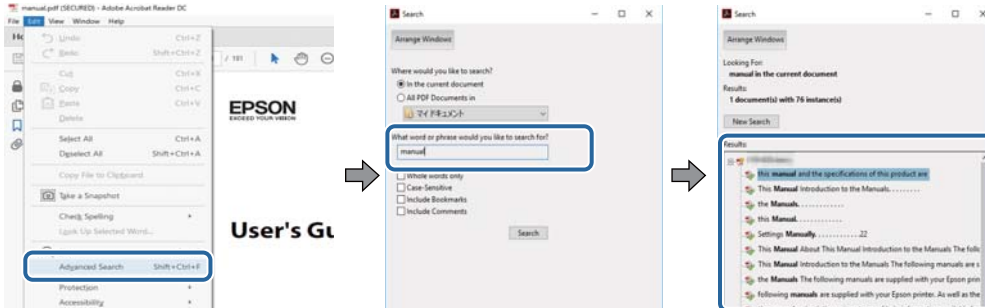 manual.pdf (SECURED) - Adobe Acrobat Reader DC
File Edit View Window Help
Undo Ctrl+Z
Redo Shift+Ctrl+Z
Cut Ctrl+X
Copy Ctrl+C
Paste Ctrl+V
Delete
Select All Ctrl+A
Deselect All Shift+Ctrl+A
Copy File to Clipboard
Take a Snapshot
Check Spelling
Look Up Selected Word...
Advanced Search Shift+Ctrl+F
Protection
Accessibility
/ 181
EPSON
EXCEED YOUR VISION
User's Gu
Search
Arrange Windows
Where would you like to search?
In the current document
All PDF Documents in
マイ ドキュメント
What word or phrase would you like to search for?
manual
Whole words only
Case-Sensitive
Include Bookmarks
Include Comments
Search
Search
Arrange Windows
Looking For:
manual in the current document
Results:
1 document(s) with 76 instance(s)
New Search
Results:
this manual and the specifications of this product are
This Manual Introduction to the Manuals. . . . . . . . .
the Manuals. . . . . . . . . . . . .
this Manual. . . . . . . . . . . . .
Settings Manually. . . . . . . . . . . . .22
This Manual About This Manual Introduction to the Manuals The follo
This Manual Introduction to the Manuals The following manuals are s
the Manuals The following manuals are supplied with your Epson prin
following manuals are supplied with your Epson printer. As well as the